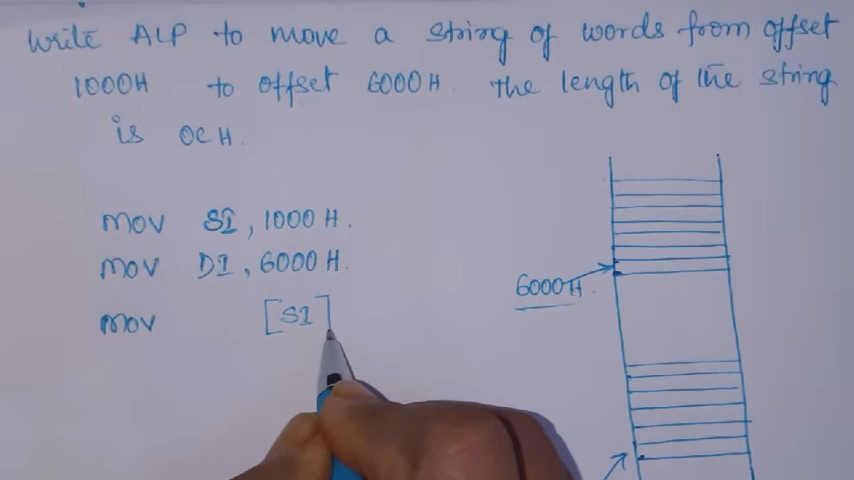 write ALP to move a string of words from offset
1000H to offset 6000H. The length of the string
is 0CH.
MOV SI, 1000H.
MOV DI, 6000H.
MOV [SI]
6000H.